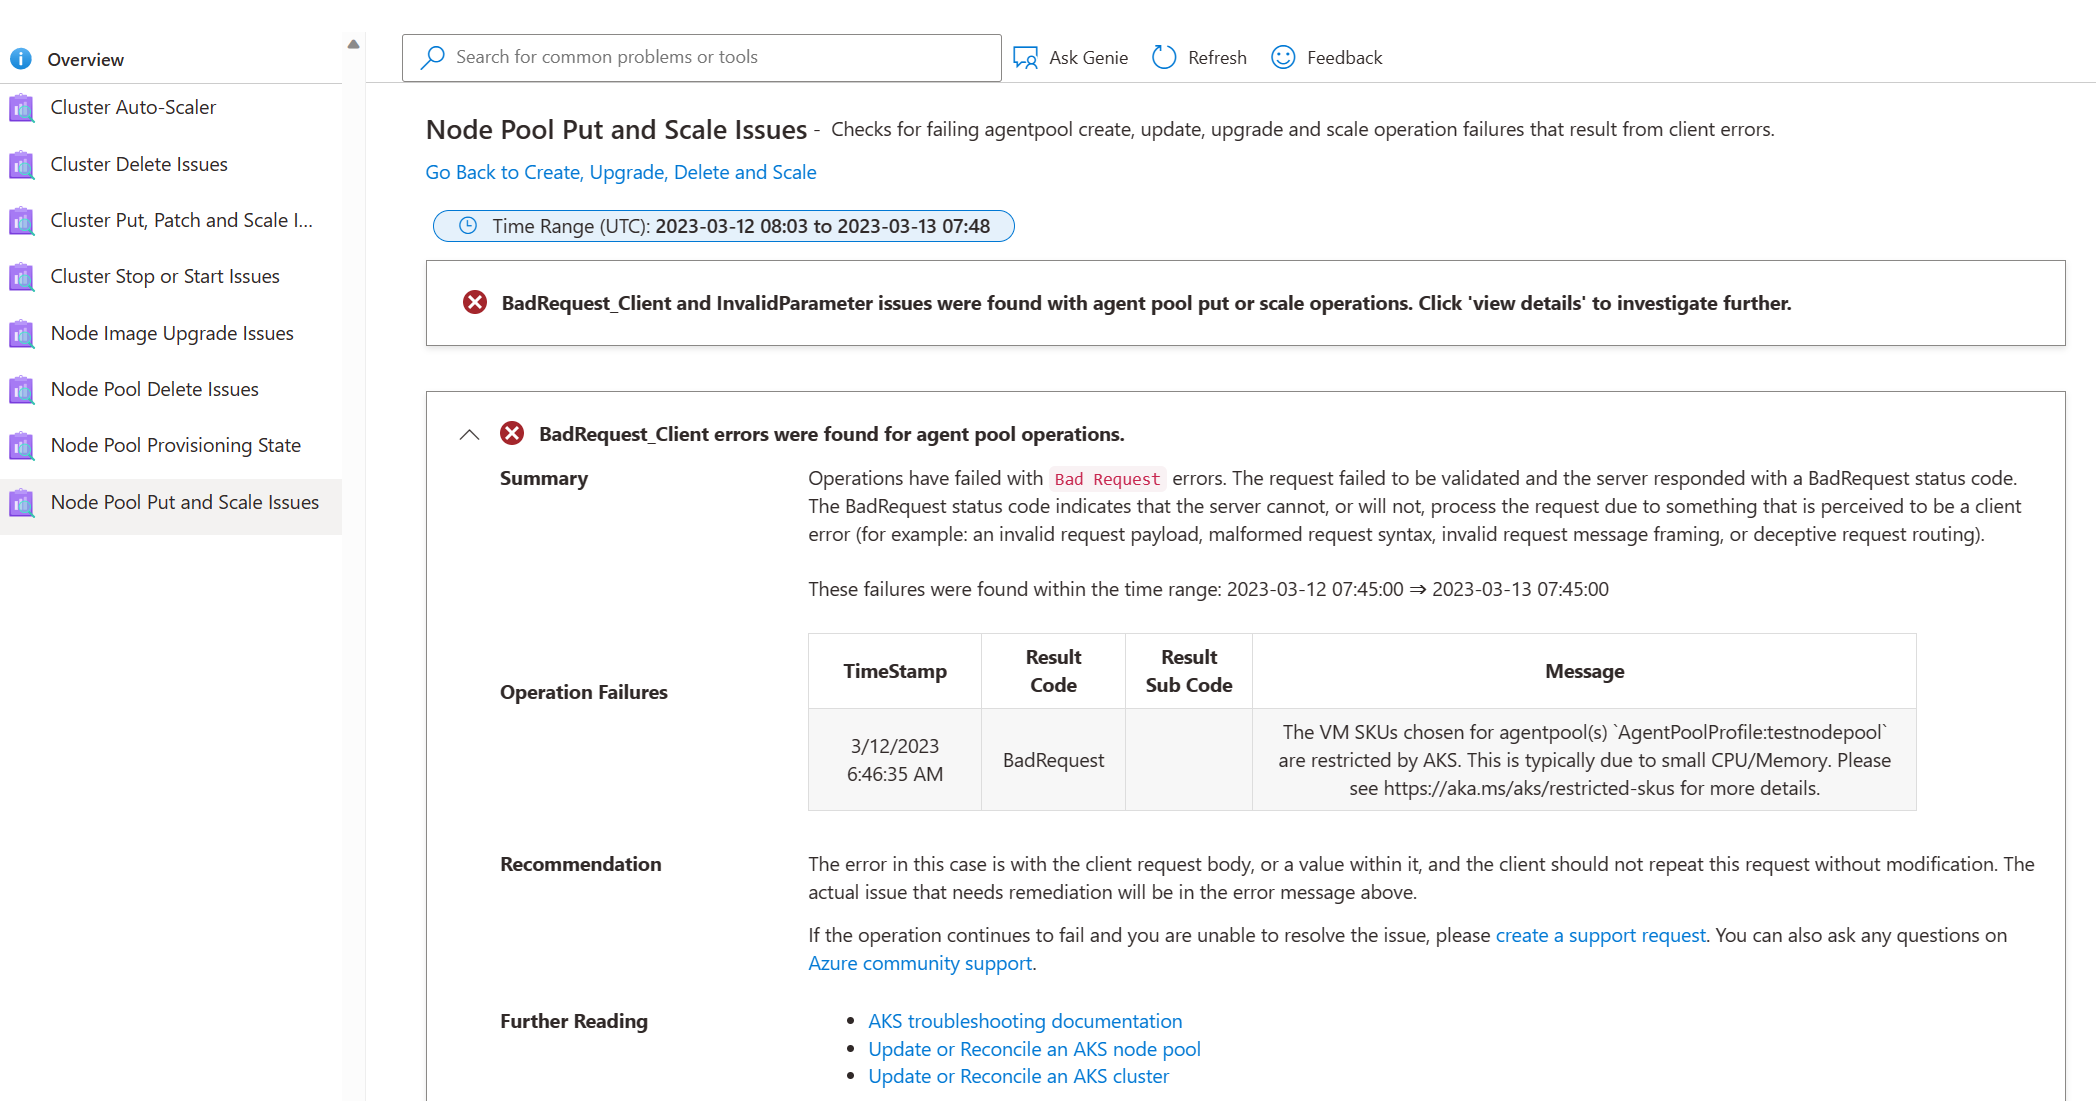 Overview
Cluster Auto-Scaler
Cluster Delete Issues
Cluster Put, Patch and Scale I...
Cluster Stop or Start Issues
Node Image Upgrade Issues
Node Pool Delete Issues
Node Pool Provisioning State
Node Pool Put and Scale Issues
Search for common problems or tools
Ask Genie
Refresh
Feedback
Node Pool Put and Scale Issues - Checks for failing agentpool create, update, upgrade and scale operation failures that result from client errors.
Go Back to Create, Upgrade, Delete and Scale
Time Range (UTC): 2023-03-12 08:03 to 2023-03-13 07:48
BadRequest_Client and InvalidParameter issues were found with agent pool put or scale operations. Click 'view details' to investigate further.
BadRequest_Client errors were found for agent pool operations.
Summary
Operations have failed with Bad Request errors. The request failed to be validated and the server responded with a BadRequest status code.
The BadRequest status code indicates that the server cannot, or will not, process the request due to something that is perceived to be a client
error (for example: an invalid request payload, malformed request syntax, invalid request message framing, or deceptive request routing).
These failures were found within the time range: 2023-03-12 07:45:00 ⇒ 2023-03-13 07:45:00
Operation Failures
TimeStamp
Result
Code
Result
Sub Code
Message
3/12/2023
6:46:35 AM
BadRequest
The VM SKUs chosen for agentpool(s) `AgentPoolProfile:testnodepool`
are restricted by AKS. This is typically due to small CPU/Memory. Please
see https://aka.ms/aks/restricted-skus for more details.
Recommendation
The error in this case is with the client request body, or a value within it, and the client should not repeat this request without modification. The
actual issue that needs remediation will be in the error message above.
If the operation continues to fail and you are unable to resolve the issue, please create a support request. You can also ask any questions on
Azure community support.
Further Reading
• AKS troubleshooting documentation
• Update or Reconcile an AKS node pool
• Update or Reconcile an AKS cluster